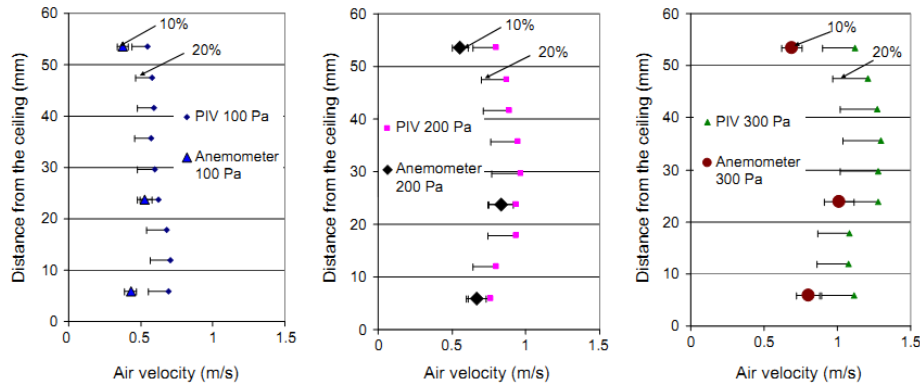 60
50
40
30
20
10
0
Distance from the ceiling (mm)
10%
20%
PIV 100 Pa
Anemometer
100 Pa
0
0.5
1
1.5
Air velocity (m/s)
60
50
40
30
20
10
0
Distance from the ceiling (mm)
10%
20%
PIV 200 Pa
Anemometer
200 Pa
0
0.5
1
1.5
Air velocity (m/s)
60
50
40
30
20
10
0
Distance from the ceiling (mm)
10%
20%
PIV 300 Pa
Anemometer
300 Pa
0
0.5
1
1.5
Air velocity (m/s)